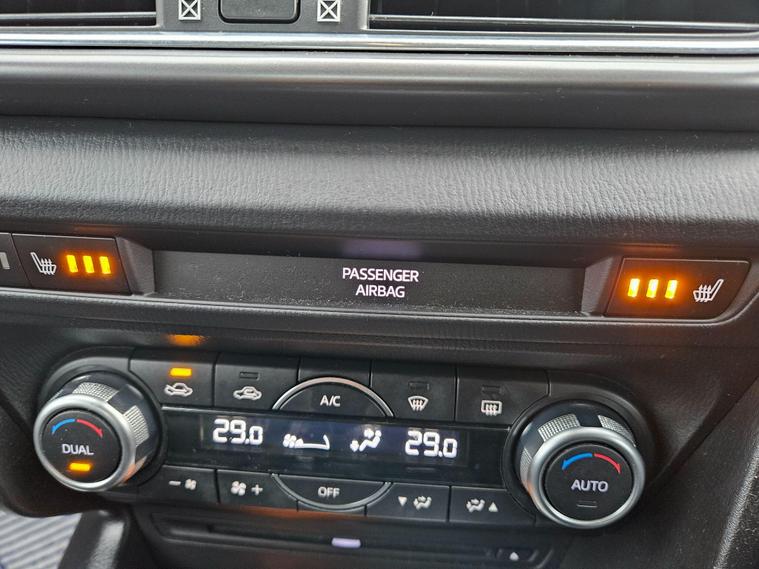 PASSENGER
AIRBAG
A/C
29.0 29.0
DUAL
AUTO
- + OFF